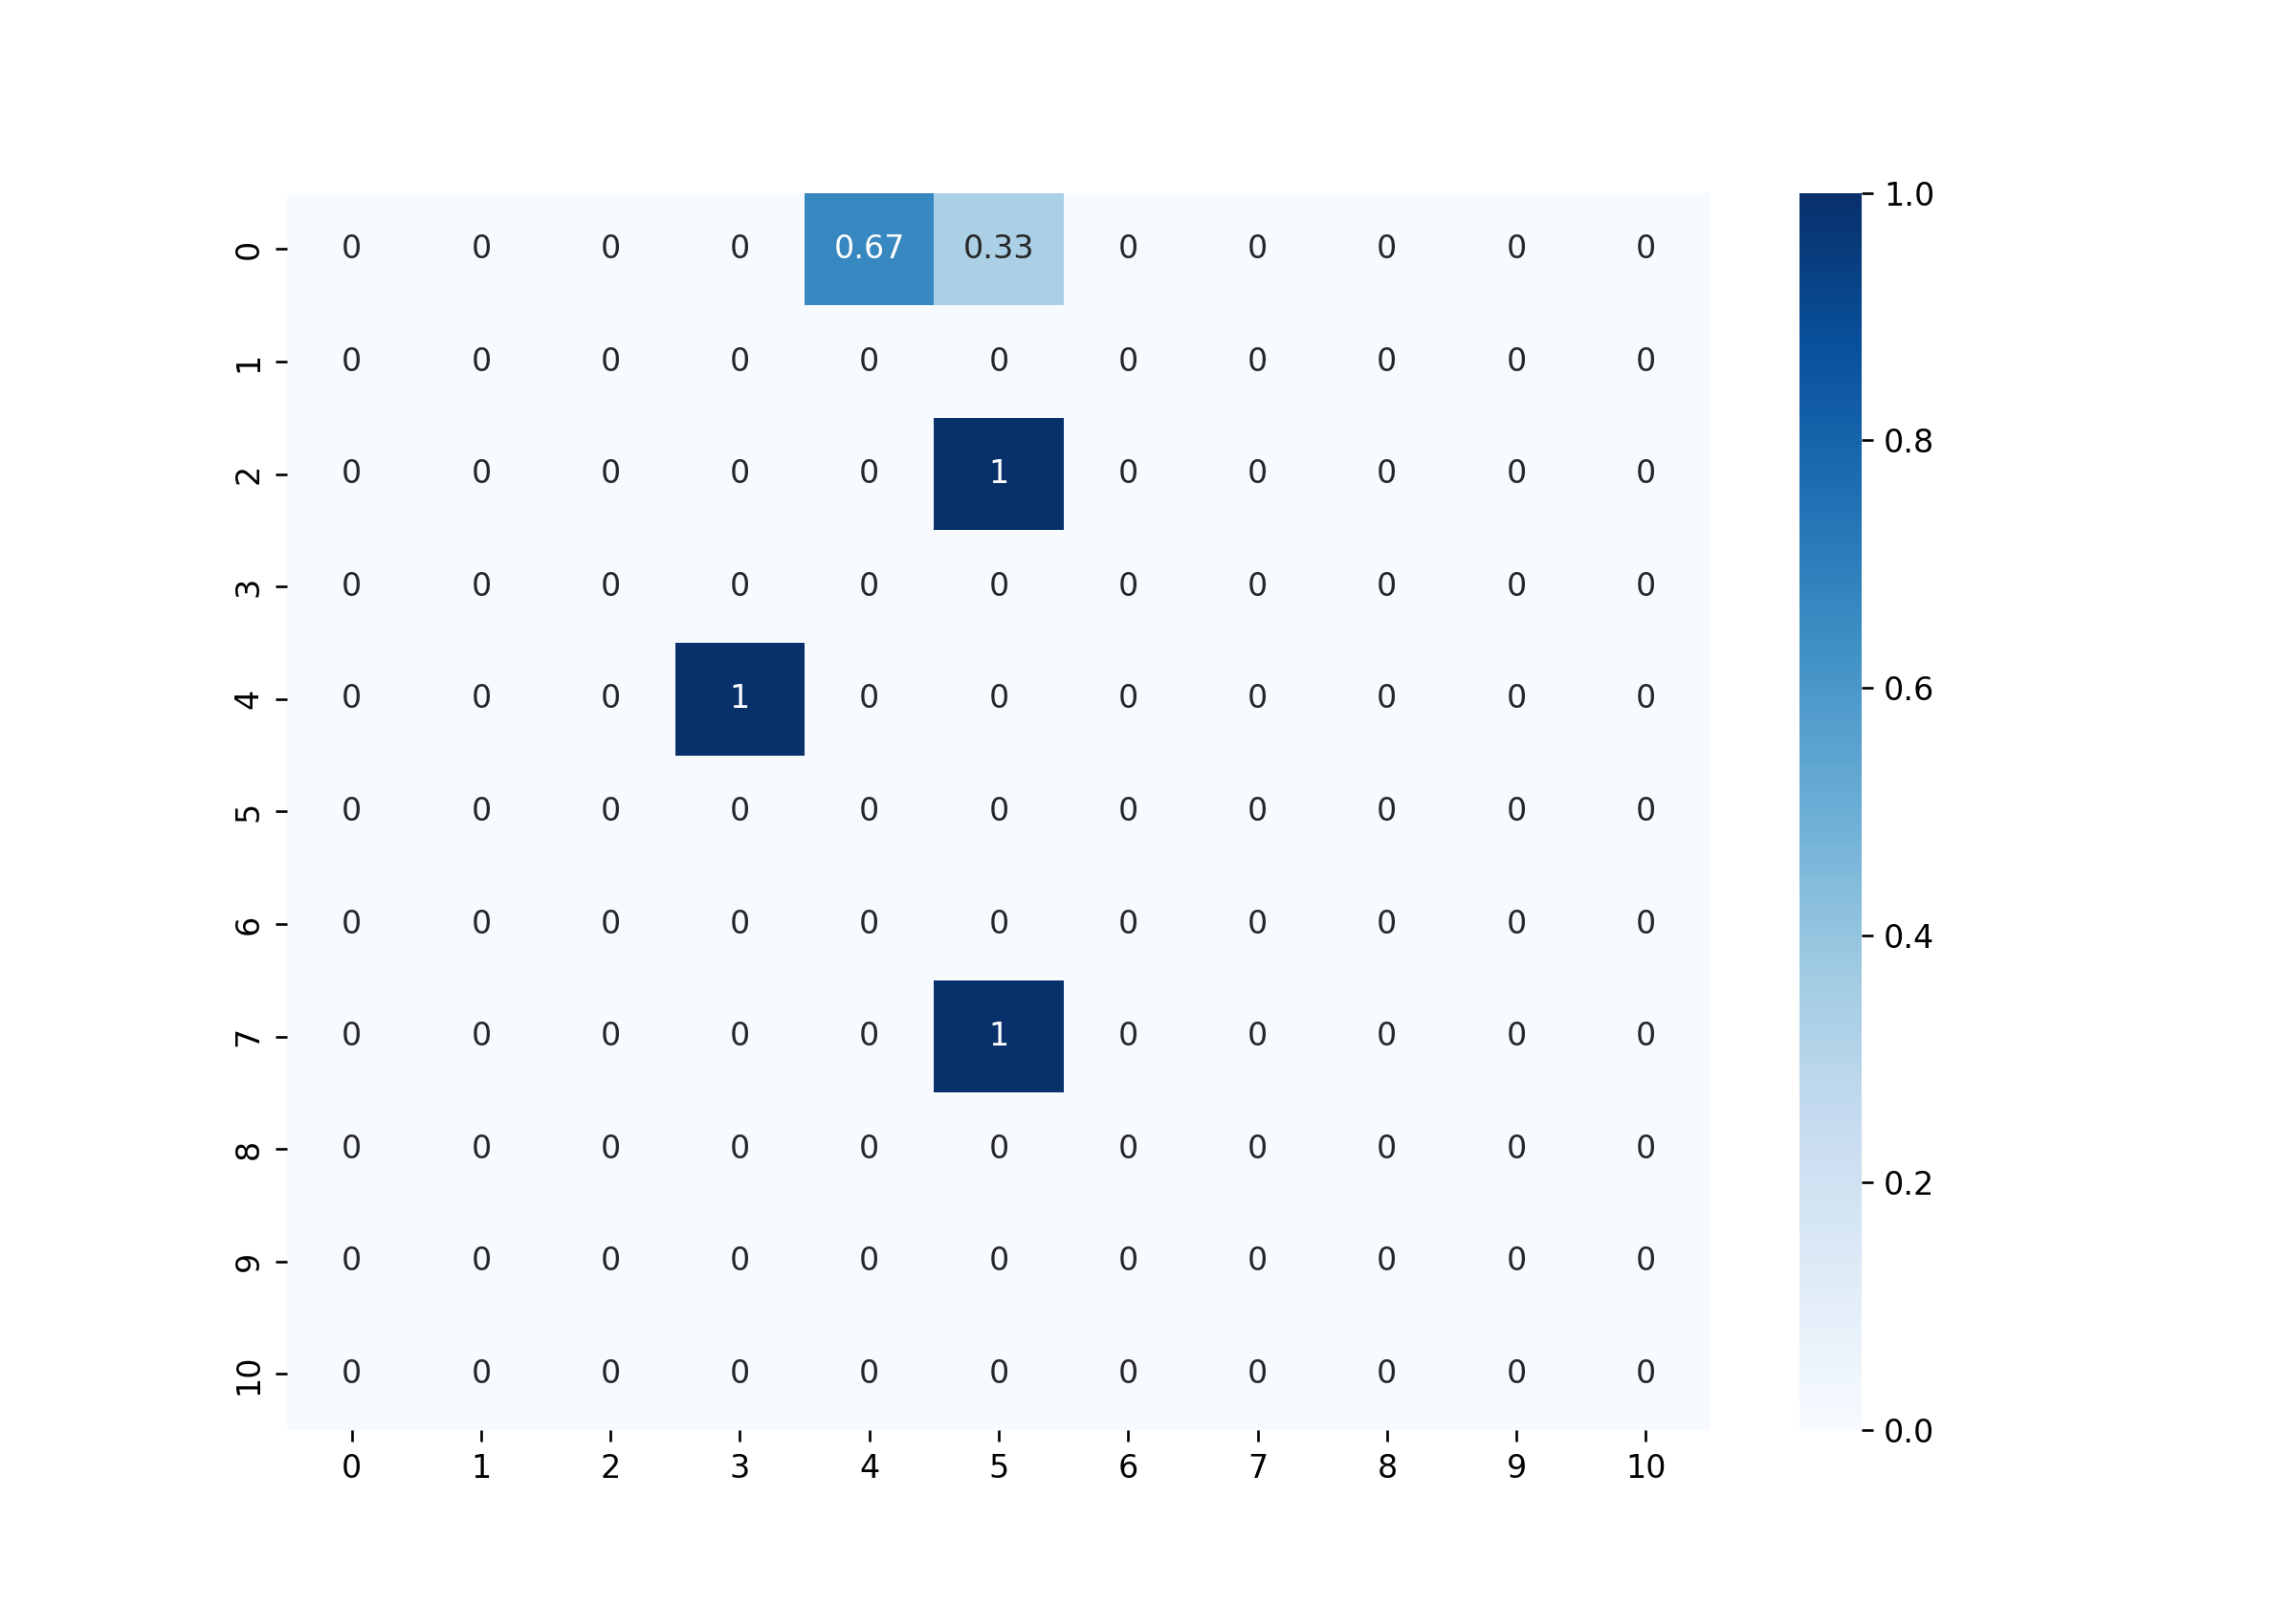 1.0
0 0 0 0 0 0.67 0.33 0 0 0 0 0
1 0 0 0 0 0 0 0 0 0 0 0
0.8
2 0 0 0 0 0 1 0 0 0 0 0
3 0 0 0 0 0 0 0 0 0 0 0
0.6
4 0 0 0 1 0 0 0 0 0 0 0
5 0 0 0 0 0 0 0 0 0 0 0
6 0 0 0 0 0 0 0 0 0 0 0
0.4
7 0 0 0 0 0 1 0 0 0 0 0
8 0 0 0 0 0 0 0 0 0 0 0
0.2
9 0 0 0 0 0 0 0 0 0 0 0
10 0 0 0 0 0 0 0 0 0 0 0
0.0
0 1 2 3 4 5 6 7 8 9 10